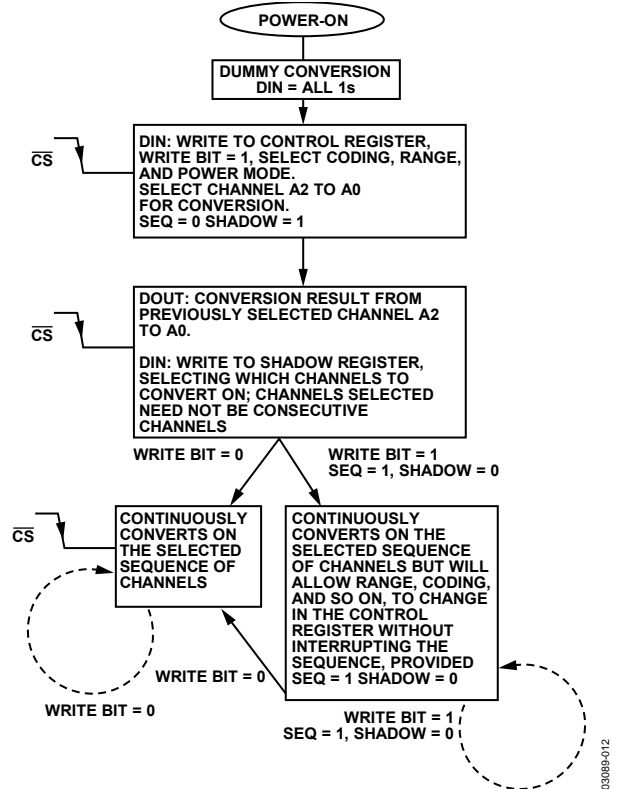 POWER-ON
DUMMY CONVERSION
DIN = ALL 1s
CS
DIN: WRITE TO CONTROL REGISTER,
WRITE BIT = 1, SELECT CODING, RANGE,
AND POWER MODE.
SELECT CHANNEL A2 TO A0
FOR CONVERSION.
SEQ = 0 SHADOW = 1
CS
DOUT: CONVERSION RESULT FROM
PREVIOUSLY SELECTED CHANNEL A2
TO A0.
DIN: WRITE TO SHADOW REGISTER,
SELECTING WHICH CHANNELS TO
CONVERT ON; CHANNELS SELECTED
NEED NOT BE CONSECUTIVE
CHANNELS
WRITE BIT = 0
WRITE BIT = 1
SEQ = 1, SHADOW = 0
CS
CONTINUOUSLY
CONVERTS ON
THE SELECTED
SEQUENCE OF
CHANNELS
CONTINUOUSLY
CONVERTS ON THE
SELECTED SEQUENCE
OF CHANNELS BUT WILL
ALLOW RANGE, CODING,
AND SO ON, TO CHANGE
IN THE CONTROL
REGISTER WITHOUT
INTERRUPTING THE
SEQUENCE, PROVIDED
SEQ = 1 SHADOW = 0
WRITE BIT = 0
WRITE BIT = 0
WRITE BIT = 1
SEQ = 1, SHADOW = 0
03089-012